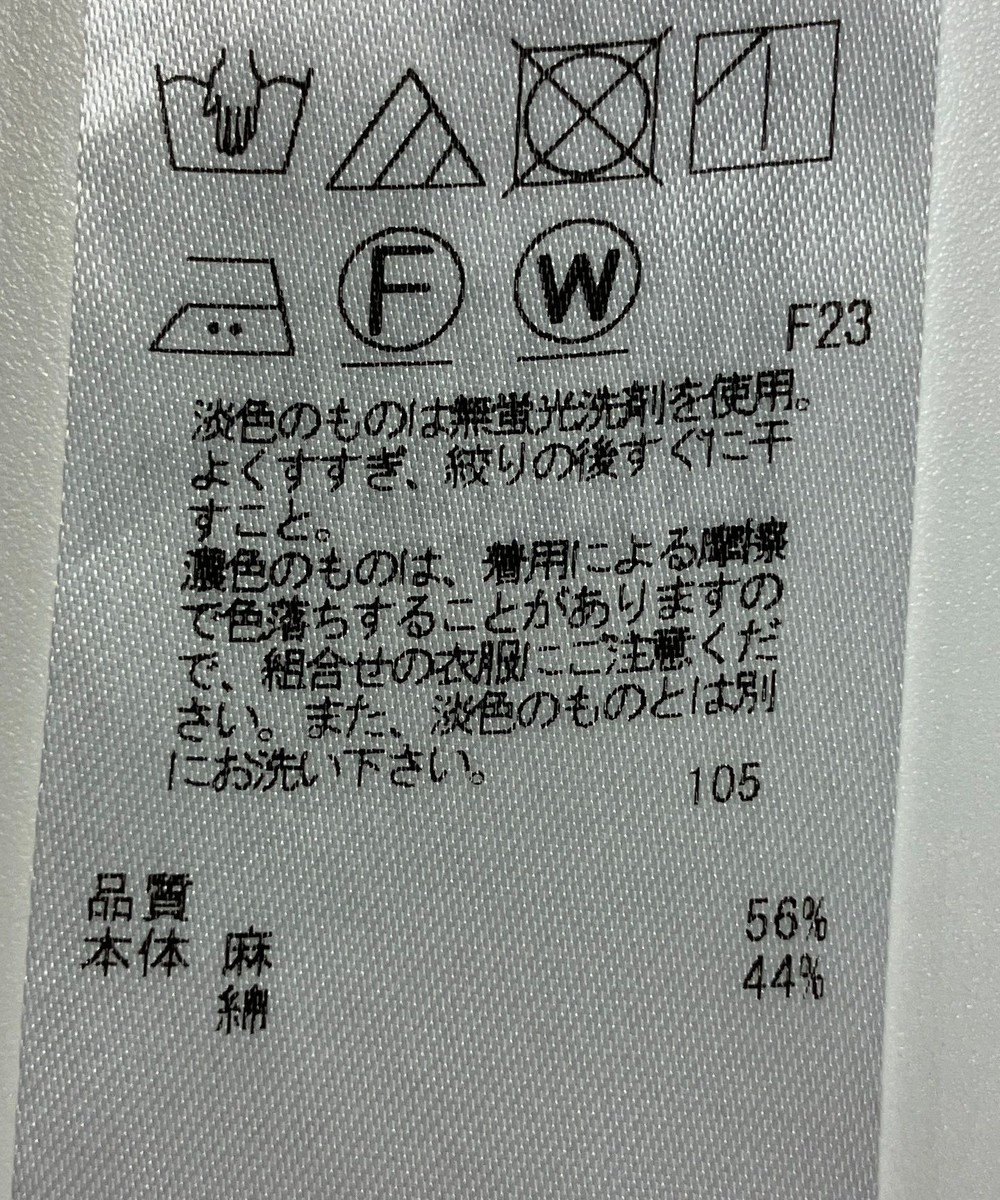 F W F23
淡色のものは無蛍光洗剤を使用。
よくすすぎ、絞りの後すぐに干
すこと。
濃色のものは、着用による摩擦
で色落ちすることがありますの
で、組合せの衣服にご注意くだ
さい。また、淡色のものとは別
にお洗い下さい。
105
品質
本体 麻 56%
綿 44%